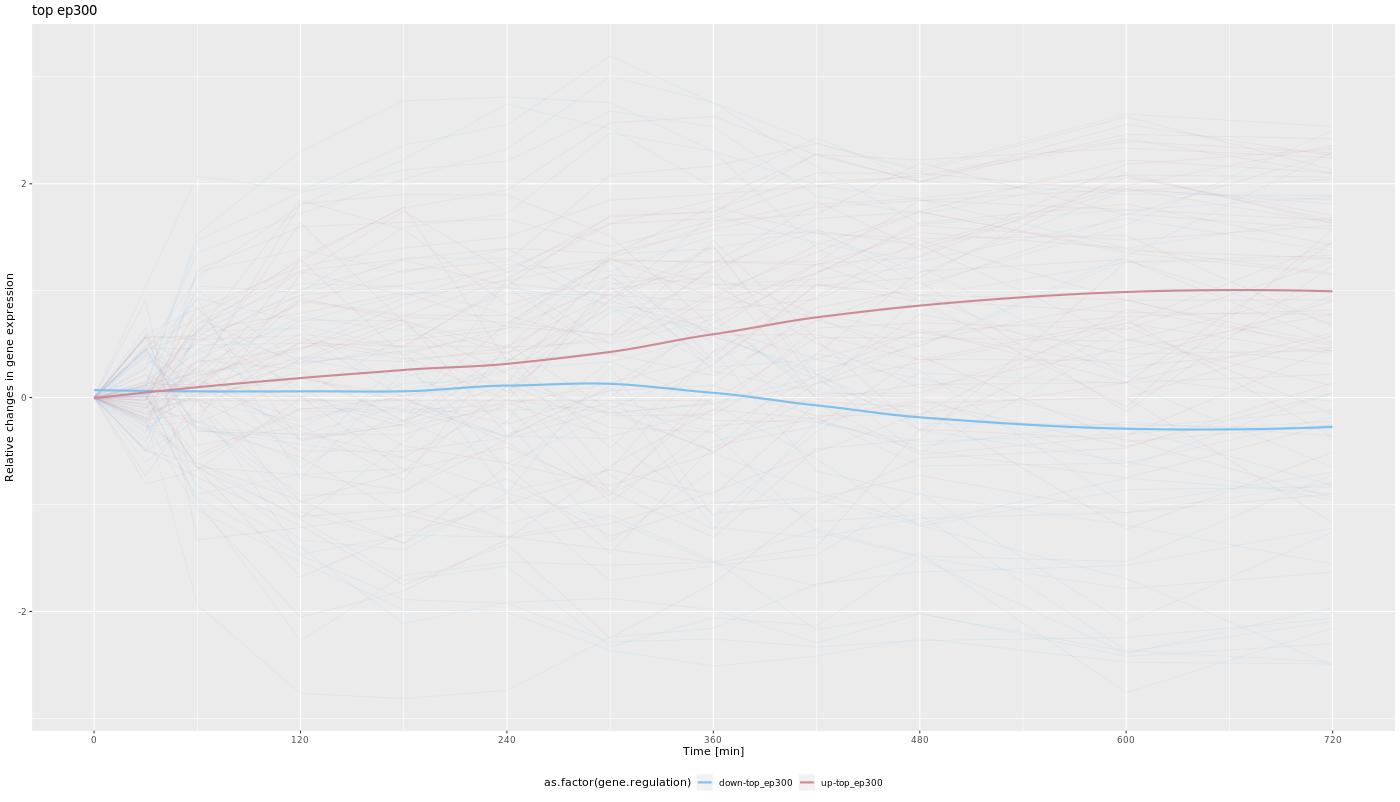 top ep300
Relative changes in gene expression
2
0
-2
0 120 240 360 480 600 720
Time [min]
as.factor(gene.regulation) down-top_ep300 up-top_ep300